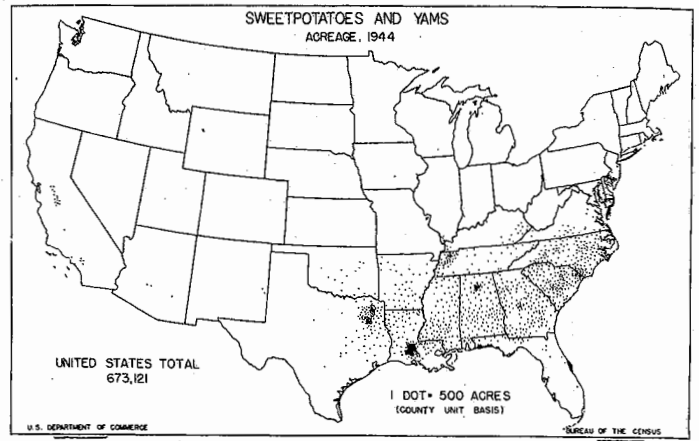 SWEETPOTATOES AND YAMS
ACREAGE, 1944
UNITED STATES TOTAL
673,121
1 DOT = 500 ACRES
(COUNTY UNIT BASIS)
U.S. DEPARTMENT OF COMMERCE
BUREAU OF THE CENSUS